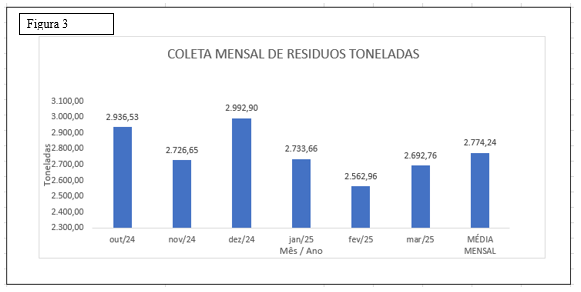 Figura 3
COLETA MENSAL DE RESIDUOS TONELADAS
3.100,00
3.000,00
2.900,00
2.800,00
2.700,00
2.600,00
2.500,00
2.400,00
2.300,00
Toneladas
2.936,53
2.726,65
2.992,90
2.733,66
2.562,96
2.692,76
2.774,24
out/24 nov/24 dez/24 jan/25 fev/25 mar/25 MÉDIA
MENSAL
Mês / Ano